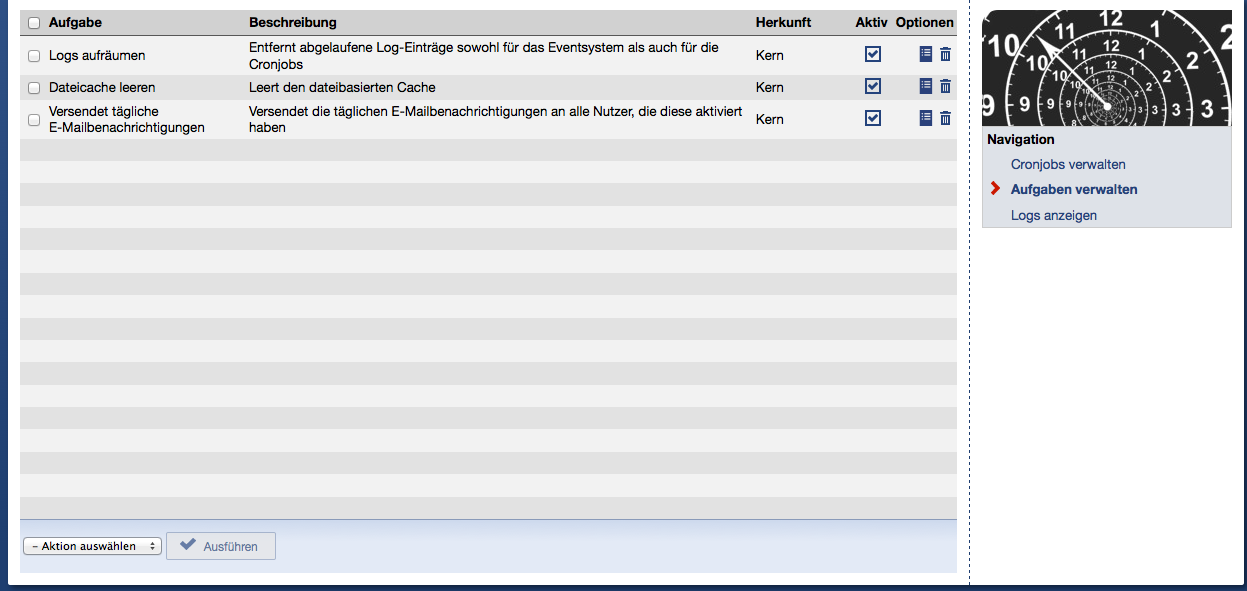 Aufgabe Beschreibung Herkunft Aktiv Optionen
Logs aufräumen
Entfernt abgelaufene Log-Einträge sowohl für das Eventsystem als auch für die
Cronjobs
Kern
Dateicache leeren Leert den dateibasierten Cache Kern
Versendet tägliche
E-Mailbenachrichtigungen
Versendet die täglichen E-Mailbenachrichtigungen an alle Nutzer, die diese aktiviert
haben
Kern
– Aktion auswählen
Ausführen
12
11
1
10
2
9
3
12
11
1
10
2
9
3
12
11
1
10
2
9
3
Navigation
Cronjobs verwalten
Aufgaben verwalten
Logs anzeigen